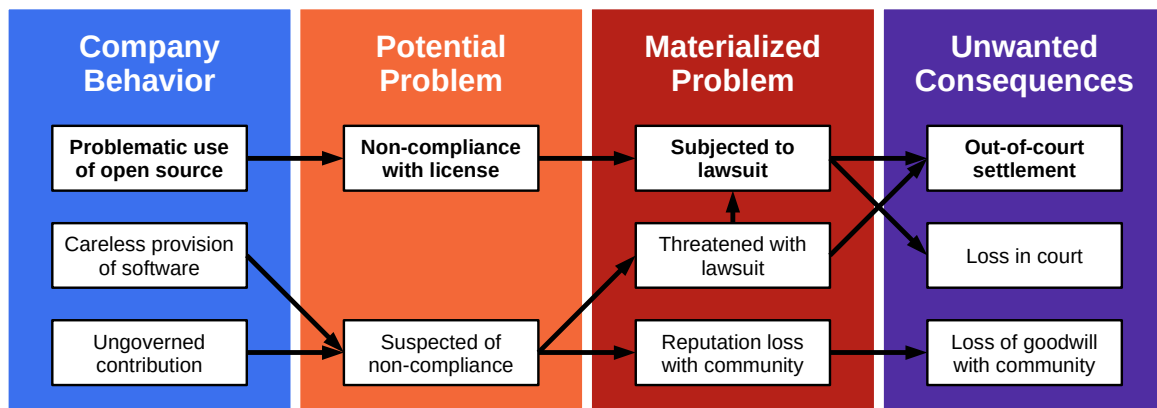 Company
Behavior
Problematic use
of open source
Careless provision
of software
Ungoverned
contribution
Potential
Problem
Non-compliance
with license
Suspected of
non-compliance
Materialized
Problem
Subjected to
lawsuit
Threatened with
lawsuit
Reputation loss
with community
Unwanted
Consequences
Out-of-court
settlement
Loss in court
Loss of goodwill
with community